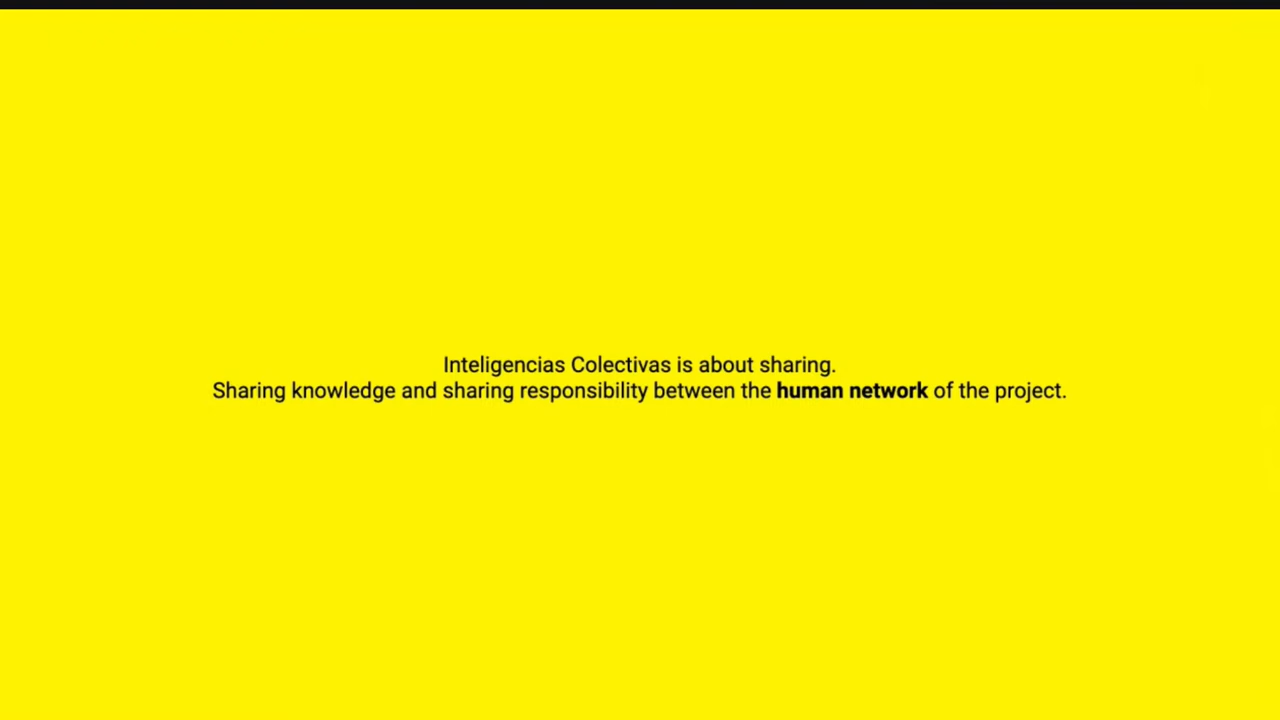 Inteligencias Colectivas is about sharing.
Sharing knowledge and sharing responsibility between the human network of the project.